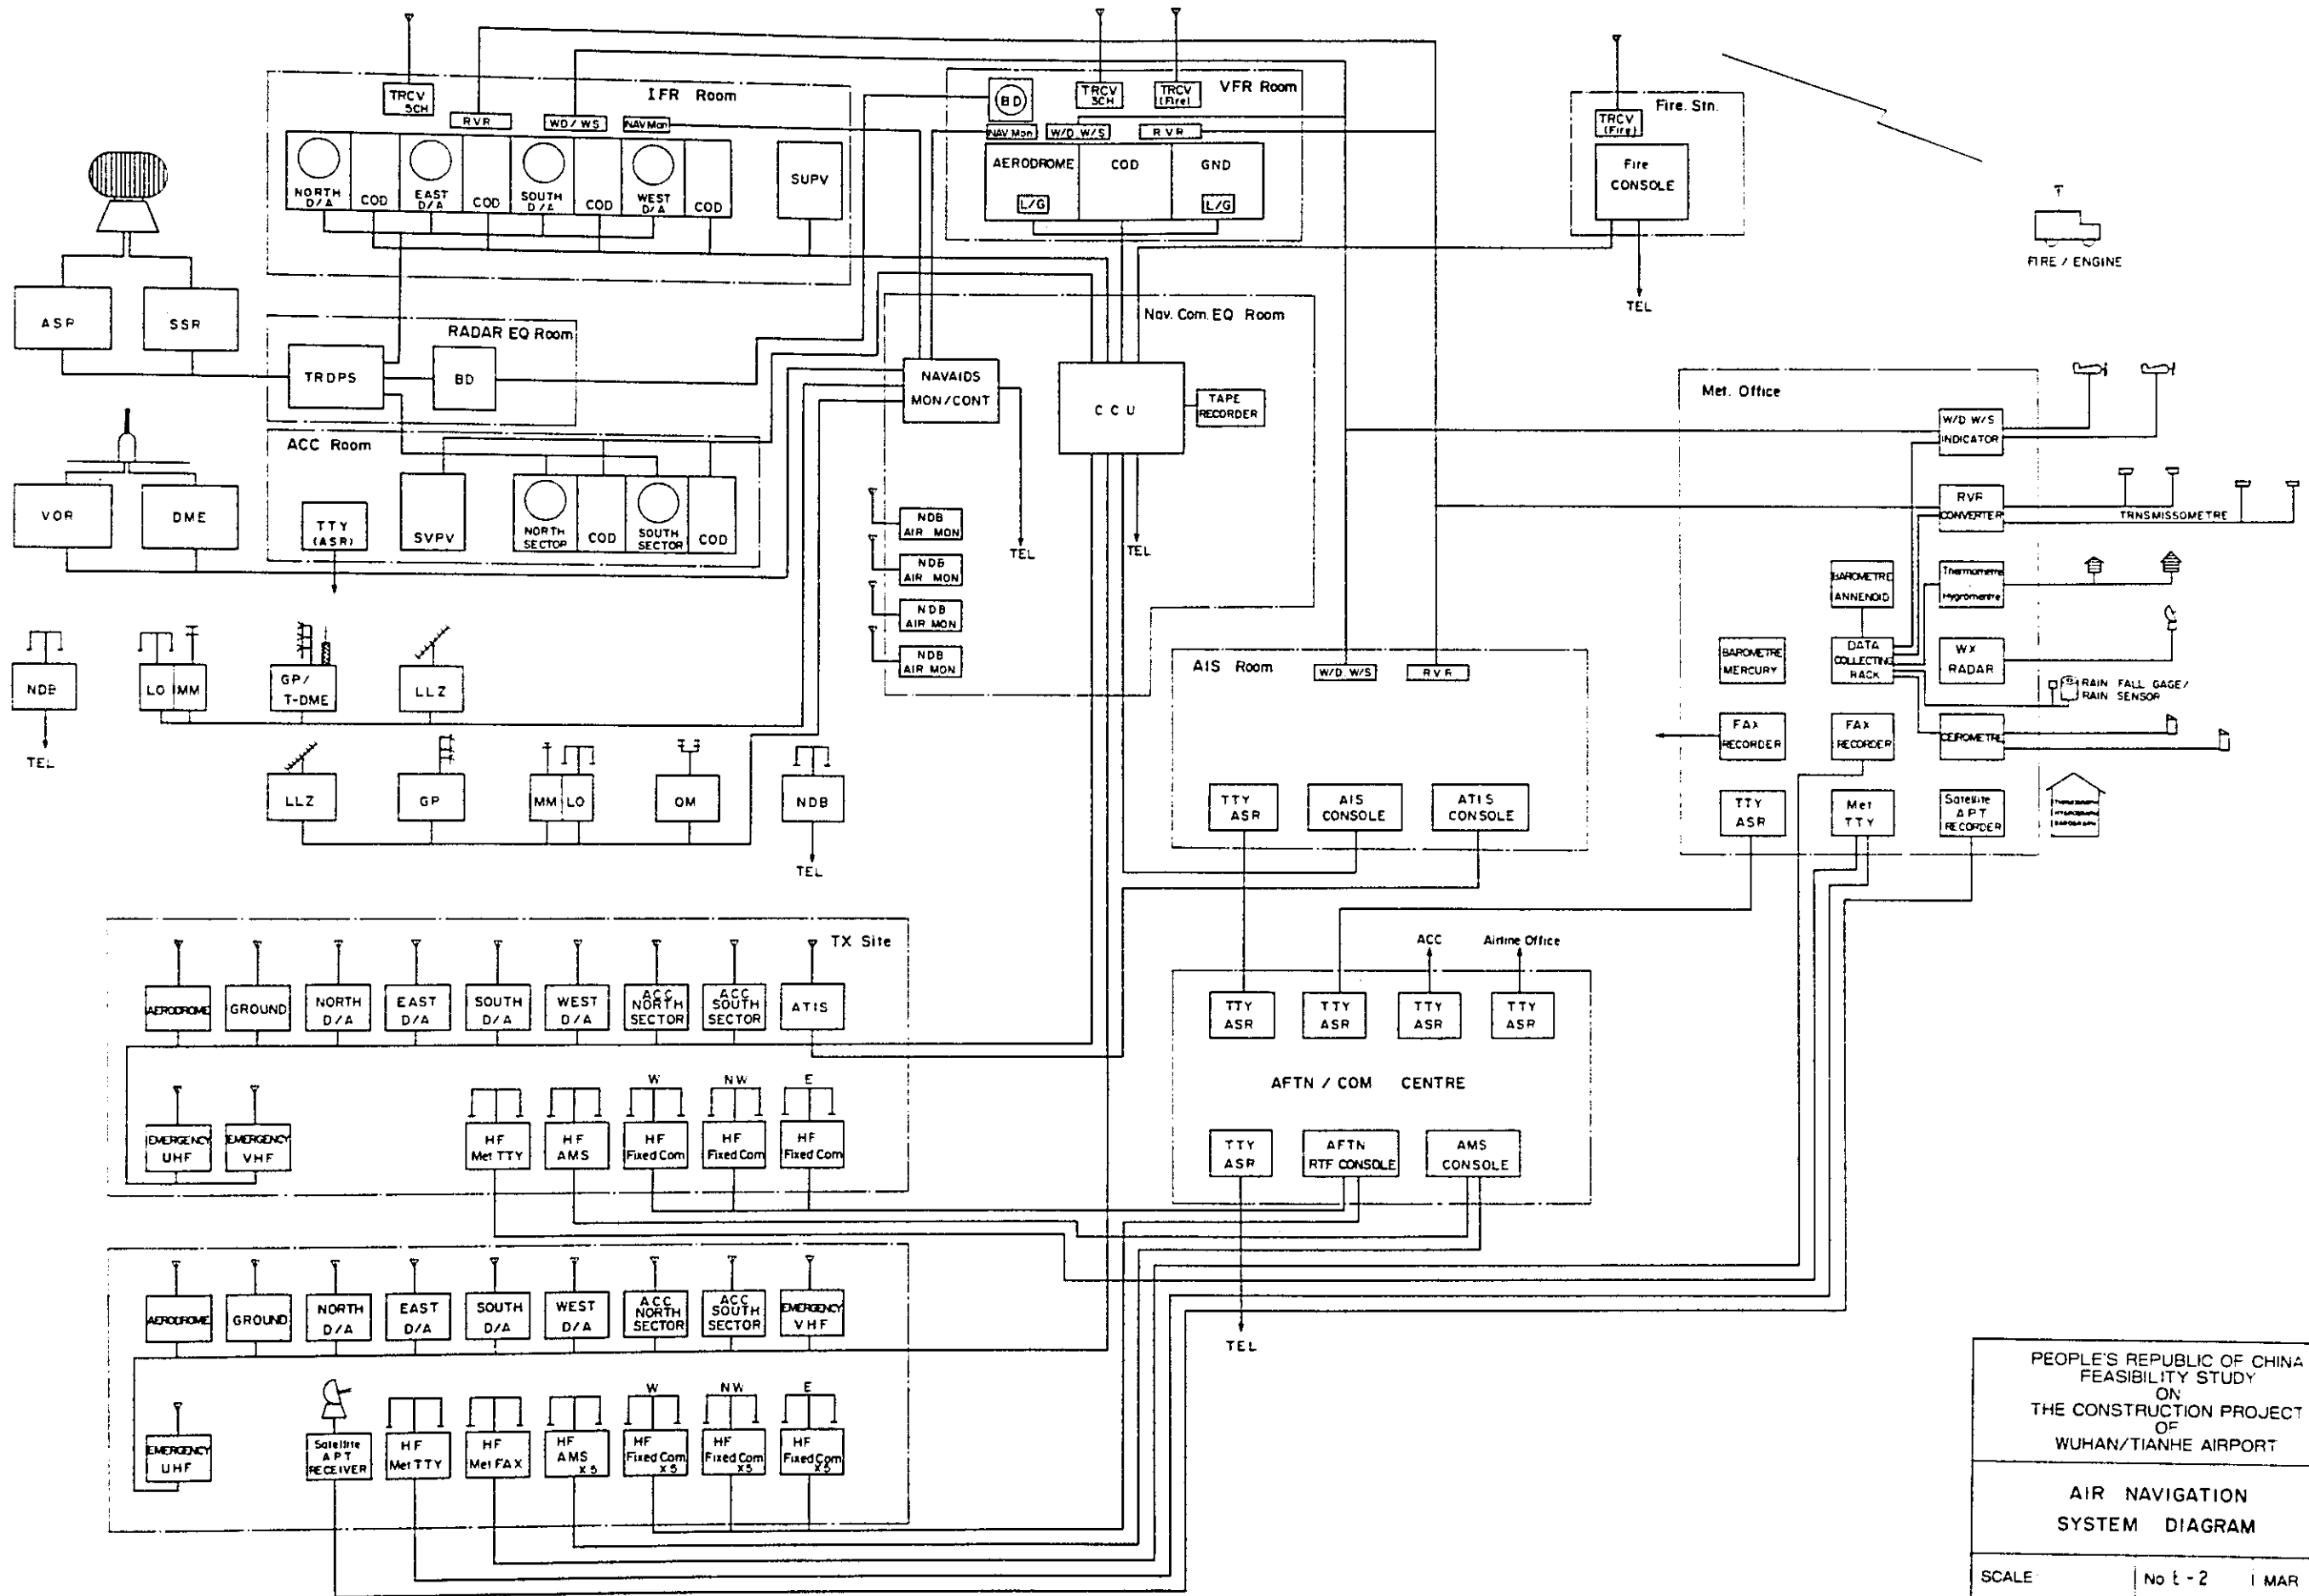 IFR Room
TRCV
5CH
RVR
WD/WS
NAV Mon
NORTH
D/A
COD
EAST
D/A
COD
SOUTH
D/A
COD
WEST
D/A
COD
SUPV
VFR Room
BD
TRCV
3CH
TRCV
(Fire)
NAV Mon
W/D W/S
RVR
AERODROME
COD
GND
L/G
L/G
Fire. Stn.
TRCV
(Fire)
Fire
CONSOLE
TEL
FIRE / ENGINE
ASR
SSR
RADAR EQ Room
TRDPS
BD
Nav. Com. EQ Room
NAVAIDS
MON/CONT
CCU
TAPE
RECORDER
TEL
TEL
NDB
AIR MON
NDB
AIR MON
NDB
AIR MON
NDB
AIR MON
ACC Room
TTY
(ASR)
SVPV
NORTH
SECTOR
COD
SOUTH
SECTOR
COD
VOR
DME
NDB
TEL
LO
MM
GP/
T-DME
LLZ
LLZ
GP
MM
LO
OM
NDB
TEL
Met. Office
W/D W/S
INDICATOR
RVR
CONVERTER
TRNSMISSOMETRE
BAROMETRE
ANNENOID
Thermometre
Hygromentre
BAROMETRE
MERCURY
DATA
COLLECTING
RACK
WX
RADAR
RAIN FALL GAGE/
RAIN SENSOR
FAX
RECORDER
FAX
RECORDER
CEIROMETRE
TTY
ASR
Met
TTY
Satellite
APT
RECORDER
AIS Room
W/D W/S
RVR
TTY
ASR
AIS
CONSOLE
ATIS
CONSOLE
TX Site
AERODROME
GROUND
NORTH
D/A
EAST
D/A
SOUTH
D/A
WEST
D/A
ACC
NORTH
SECTOR
ACC
SOUTH
SECTOR
ATIS
EMERGENCY
UHF
EMERGENCY
VHF
HF
Met TTY
HF
AMS
W
HF
Fixed Com
NW
HF
Fixed Com
E
HF
Fixed Com
ACC
Airline Office
TTY
ASR
TTY
ASR
TTY
ASR
TTY
ASR
AFTN / COM CENTRE
TTY
ASR
AFTN
RTF CONSOLE
AMS
CONSOLE
TEL
AERODROME
GROUND
NORTH
D/A
EAST
D/A
SOUTH
D/A
WEST
D/A
ACC
NORTH
SECTOR
ACC
SOUTH
SECTOR
EMERGENCY
VHF
EMERGENCY
UHF
Satellite
APT
RECEIVER
HF
Met TTY
HF
Met FAX
HF
AMS
X5
W
HF
Fixed Com
X5
NW
HF
Fixed Com
X5
E
HF
Fixed Com
X5
PEOPLE'S REPUBLIC OF CHINA
FEASIBILITY STUDY
ON
THE CONSTRUCTION PROJECT
OF
WUHAN/TIANHE AIRPORT
AIR NAVIGATION
SYSTEM DIAGRAM
SCALE
No E-2
MAR